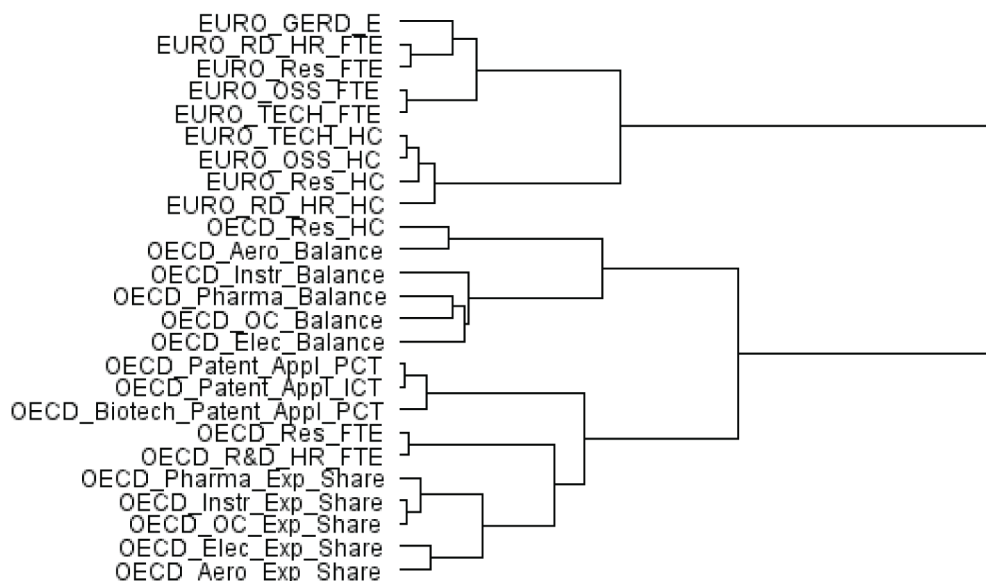 EURO_GERD_E
EURO_RD_HR_FTE
EURO_Res_FTE
EURO_OSS_FTE
EURO_TECH_FTE
EURO_TECH_HC
EURO_OSS_HC
EURO_Res_HC
EURO_RD_HR_HC
OECD_Res_HC
OECD_Aero_Balance
OECD_Instr_Balance
OECD_Pharma_Balance
OECD_OC_Balance
OECD_Elec_Balance
OECD_Patent_Appl_PCT
OECD_Patent_Appl_ICT
OECD_Biotech_Patent_Appl_PCT
OECD_Res_FTE
OECD_R&D_HR_FTE
OECD_Pharma_Exp_Share
OECD_Instr_Exp_Share
OECD_OC_Exp_Share
OECD_Elec_Exp_Share
OECD_Aero_Exp_Share